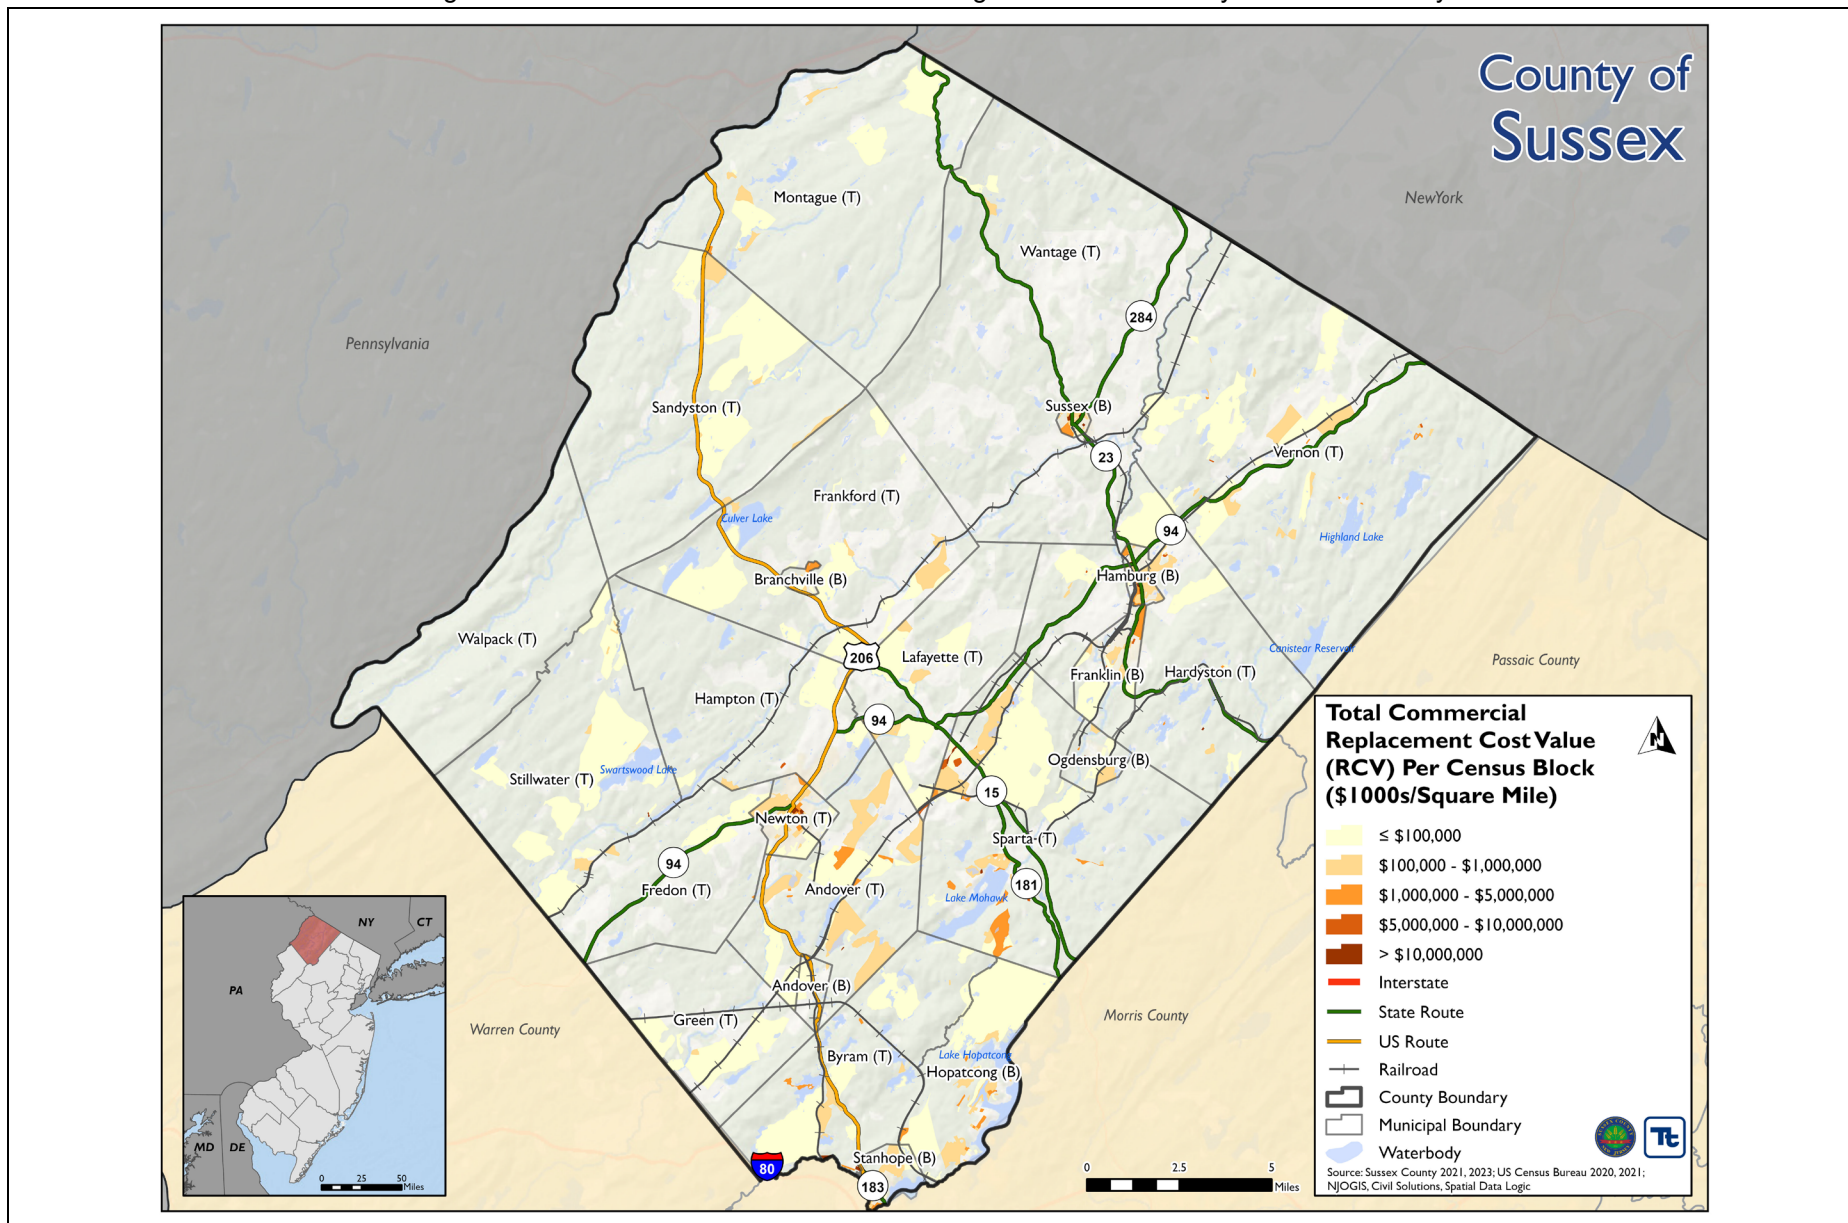 County of
Sussex
NewYork
Pennsylvania
Montague (T)
Wantage (T)
284
Sandyston (T)
Sussex (B)
23
Vernon (T)
Frankford (T)
Culver Lake
94
Highland Lake
Branchville (B)
Hamburg (B)
Walpack (T)
206
Lafayette (T)
Canistear Reservoir
Passaic County
Franklin (B)
Hardyston (T)
Hampton (T)
94
Ogdensburg (B)
Stillwater (T)
Swartswood Lake
15
Newton (T)
Sparta (T)
94
Fredon (T)
Andover (T)
181
Lake Mohawk
Andover (B)
Green (T)
Morris County
Warren County
Byram (T)
Lake Hopatcong
Hopatcong (B)
Stanhope (B)
80
183
0 2.5 5
Miles
Total Commercial
Replacement Cost Value
(RCV) Per Census Block
($1000s/Square Mile)
N
≤ $100,000
$100,000 - $1,000,000
$1,000,000 - $5,000,000
$5,000,000 - $10,000,000
> $10,000,000
Interstate
State Route
US Route
Railroad
County Boundary
Municipal Boundary
Waterbody
Tt
Source: Sussex County 2021, 2023; US Census Bureau 2020, 2021;
NJOGIS, Civil Solutions, Spatial Data Logic
NY
CT
PA
MD
DE
0 25 50
Miles